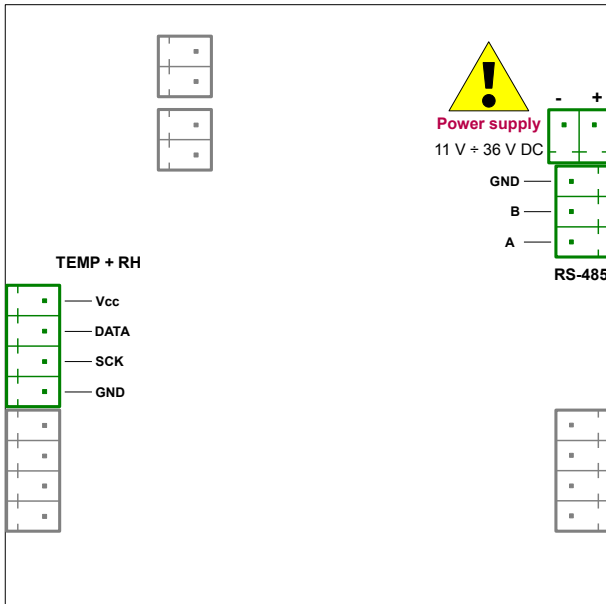 - +
Power supply
11 V ÷ 36 V DC
GND
B
A
RS-485
TEMP + RH
Vcc
DATA
SCK
GND